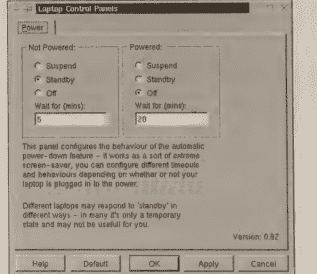 Laptop Control Panels
Power
Not Powered:
Powered:
Suspend
Suspend
Standby
Standby
Off
Off
Wait for (mins):
Wait for (mins):
5
20
This panel configures the behaviour of the automatic
power-down feature - it works as a sort of extreme
screen-saver, you can configure different timeouts
and behaviours depending on whether or not your
laptop is plugged in to the power.
Different laptops may respond to 'standby' in
different ways - in many it's only a temporary
state and may not be useful for you.
Version: 0.92
Help
Default
OK
Apply
Cancel